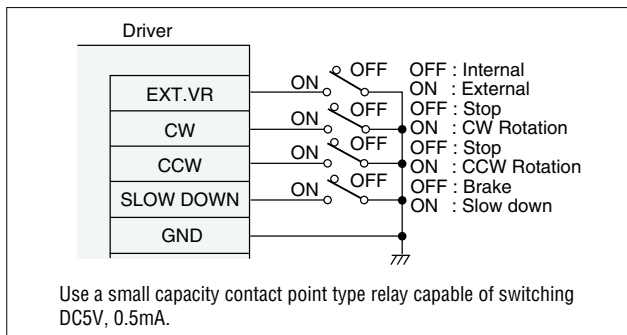 Driver
EXT.VR
ON
OFF
OFF : Internal
ON : External
CW
ON
OFF
OFF : Stop
ON : CW Rotation
CCW
ON
OFF
OFF : Stop
ON : CCW Rotation
SLOW DOWN
ON
OFF
OFF : Brake
ON : Slow down
GND
Use a small capacity contact point type relay capable of switching
DC5V, 0.5mA.